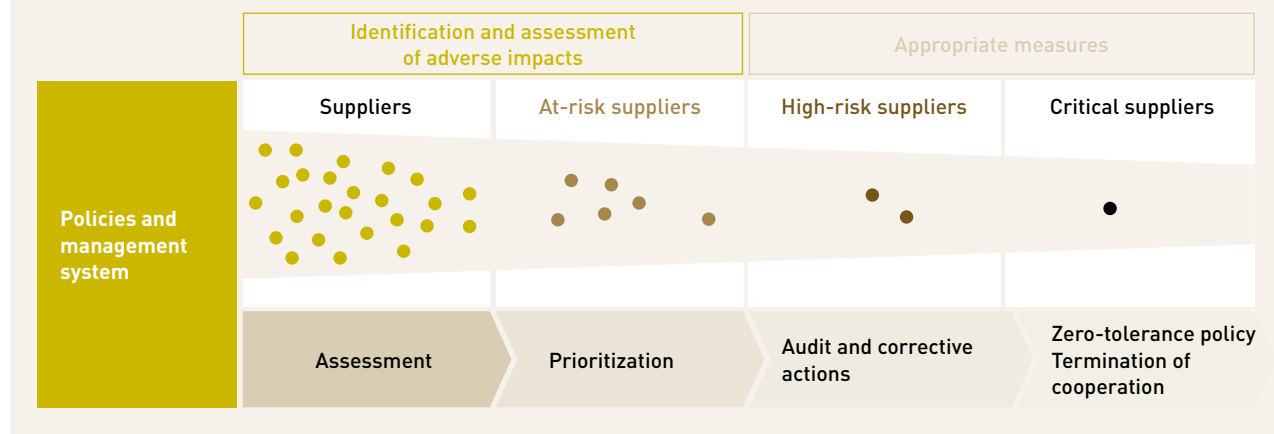 Identification and assessment
of adverse impacts
Appropriate measures
Policies and
management
system
Suppliers
At-risk suppliers
High-risk suppliers
Critical suppliers
Assessment
Prioritization
Audit and corrective
actions
Zero-tolerance policy
Termination of
cooperation